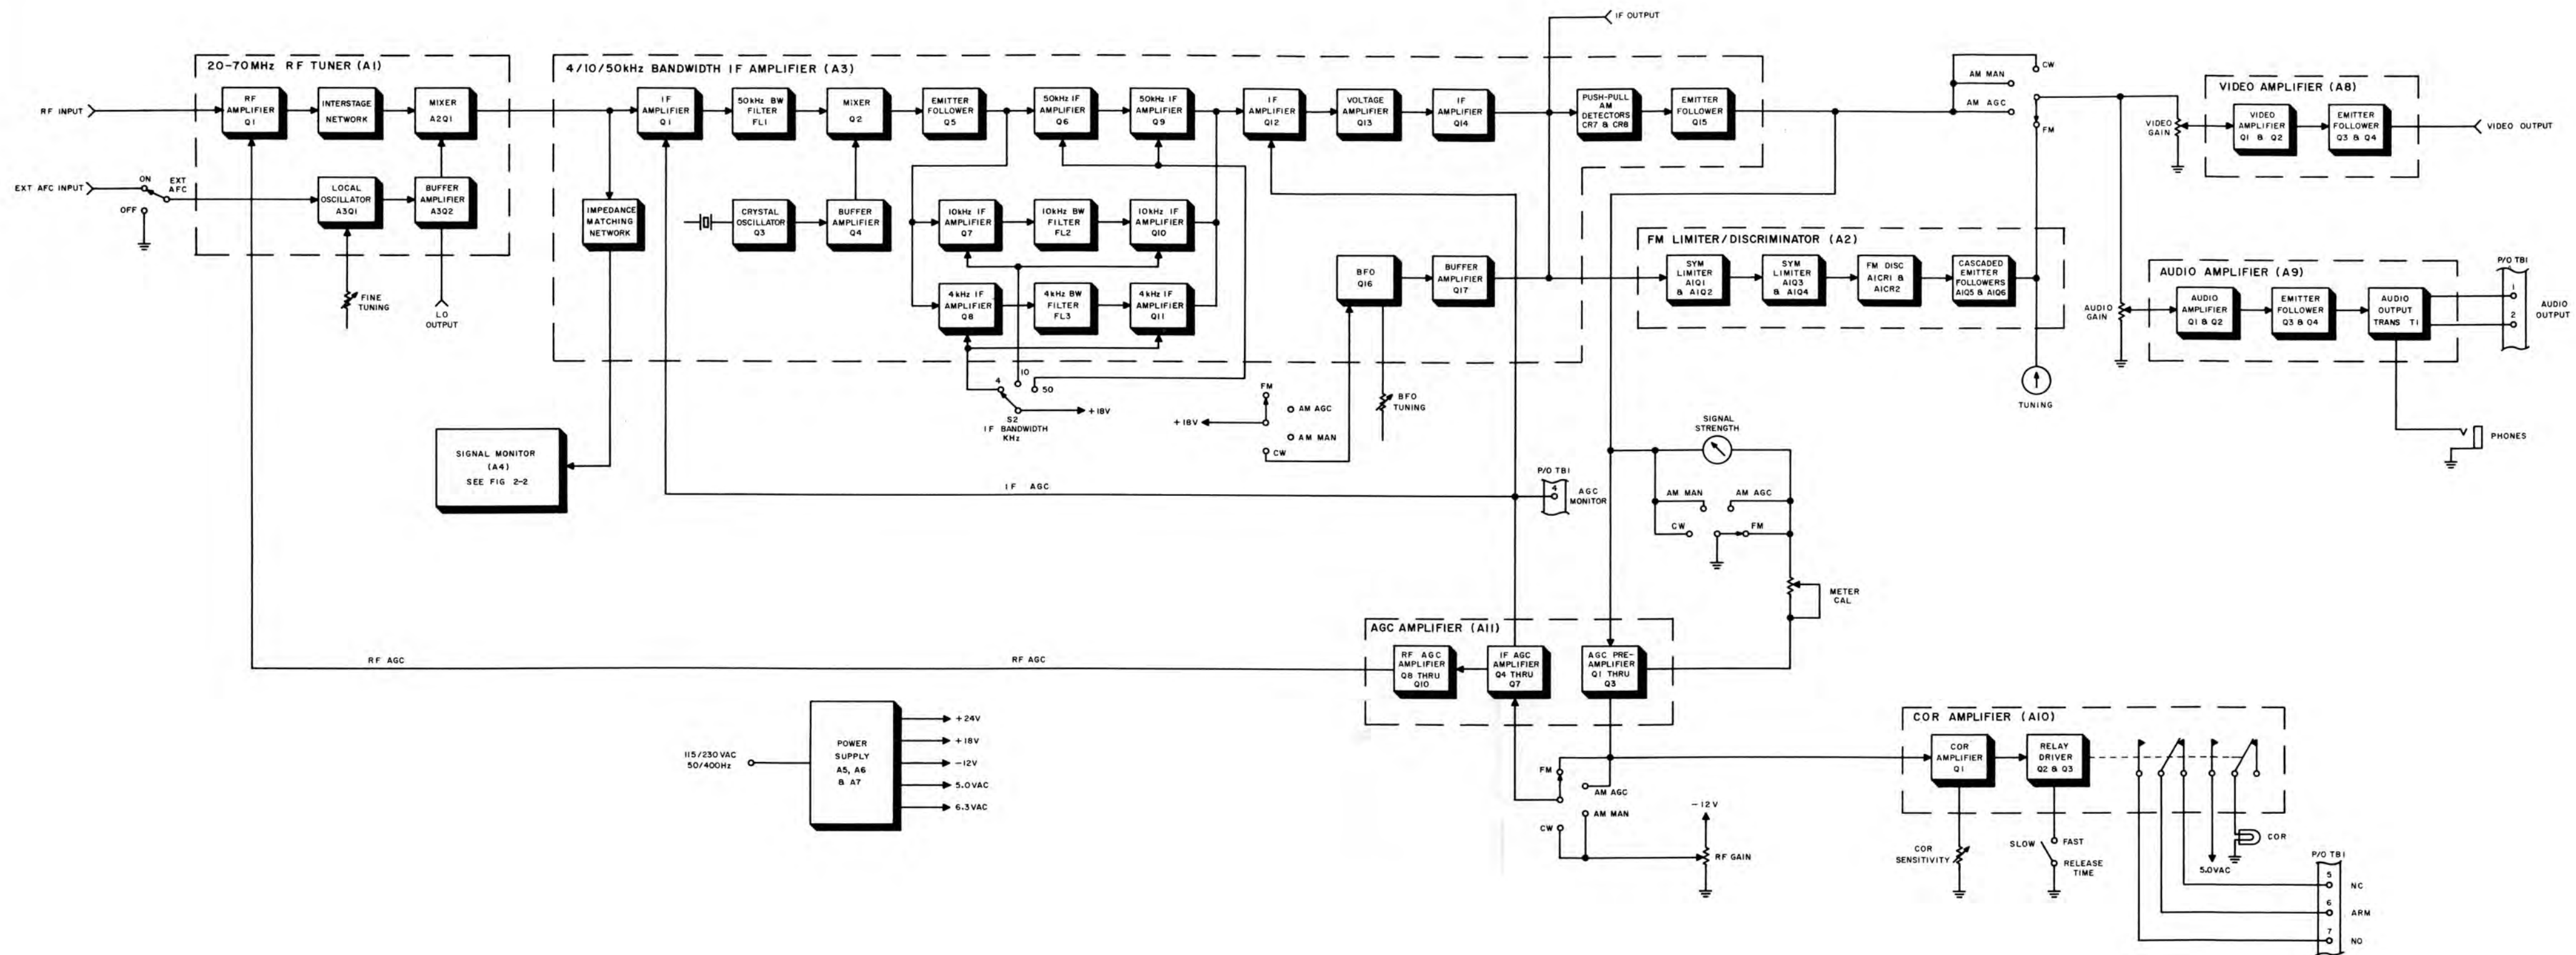 IF OUTPUT
20-70MHz RF TUNER (A1)
RF INPUT
RF
AMPLIFIER
Q1
INTERSTAGE
NETWORK
MIXER
A2Q1
EXT AFC INPUT
ON
EXT
AFC
OFF
LOCAL
OSCILLATOR
A3Q1
BUFFER
AMPLIFIER
A3Q2
FINE
TUNING
LO
OUTPUT
4/10/50kHz BANDWIDTH IF AMPLIFIER (A3)
IF
AMPLIFIER
Q1
50kHz BW
FILTER
FL1
MIXER
Q2
EMITTER
FOLLOWER
Q5
50kHz IF
AMPLIFIER
Q6
50kHz IF
AMPLIFIER
Q9
IF
AMPLIFIER
Q12
VOLTAGE
AMPLIFIER
Q13
IF
AMPLIFIER
Q14
PUSH-PULL
AM
DETECTORS
CR7 & CR8
EMITTER
FOLLOWER
Q15
IMPEDANCE
MATCHING
NETWORK
CRYSTAL
OSCILLATOR
Q3
BUFFER
AMPLIFIER
Q4
10kHz IF
AMPLIFIER
Q7
10kHz BW
FILTER
FL2
10kHz IF
AMPLIFIER
Q10
4kHz IF
AMPLIFIER
Q8
4kHz BW
FILTER
FL3
4kHz IF
AMPLIFIER
Q11
BFO
Q16
BUFFER
AMPLIFIER
Q17
4
10
50
+18V
S2
IF BANDWIDTH
KHz
FM
AM AGC
+18V
AM MAN
CW
BFO
TUNING
CW
AM MAN
AM AGC
FM
VIDEO AMPLIFIER (A8)
VIDEO
GAIN
VIDEO
AMPLIFIER
Q1 & Q2
EMITTER
FOLLOWER
Q3 & Q4
VIDEO OUTPUT
FM LIMITER/DISCRIMINATOR (A2)
SYM
LIMITER
A1Q1
& A1Q2
SYM
LIMITER
A1Q3
& A1Q4
FM DISC
A1CR1 &
A1CR2
CASCADED
EMITTER
FOLLOWERS
A1Q5 & A1Q6
TUNING
AUDIO AMPLIFIER (A9)
AUDIO
GAIN
AUDIO
AMPLIFIER
Q1 & Q2
EMITTER
FOLLOWER
Q3 & Q4
AUDIO
OUTPUT
TRANS T1
P/O TB1
1
2
AUDIO
OUTPUT
PHONES
SIGNAL MONITOR
(A4)
SEE FIG 2-2
IF AGC
P/O TB1
4
AGC
MONITOR
SIGNAL
STRENGTH
AM MAN
AM AGC
CW
FM
METER
CAL
AGC AMPLIFIER (A11)
RF AGC
AMPLIFIER
Q8 THRU
Q10
IF AGC
AMPLIFIER
Q4 THRU
Q7
AGC PRE-
AMPLIFIER
Q1 THRU
Q3
RF AGC
RF AGC
115/230VAC
50/400Hz
POWER
SUPPLY
A5, A6
& A7
+24V
+18V
-12V
5.0VAC
6.3VAC
FM
AM AGC
AM MAN
CW
-12V
RF GAIN
COR AMPLIFIER (A10)
COR
AMPLIFIER
Q1
RELAY
DRIVER
Q2 & Q3
COR
SENSITIVITY
SLOW
FAST
RELEASE
TIME
COR
5.0VAC
P/O TB1
5
NC
6
ARM
7
NO